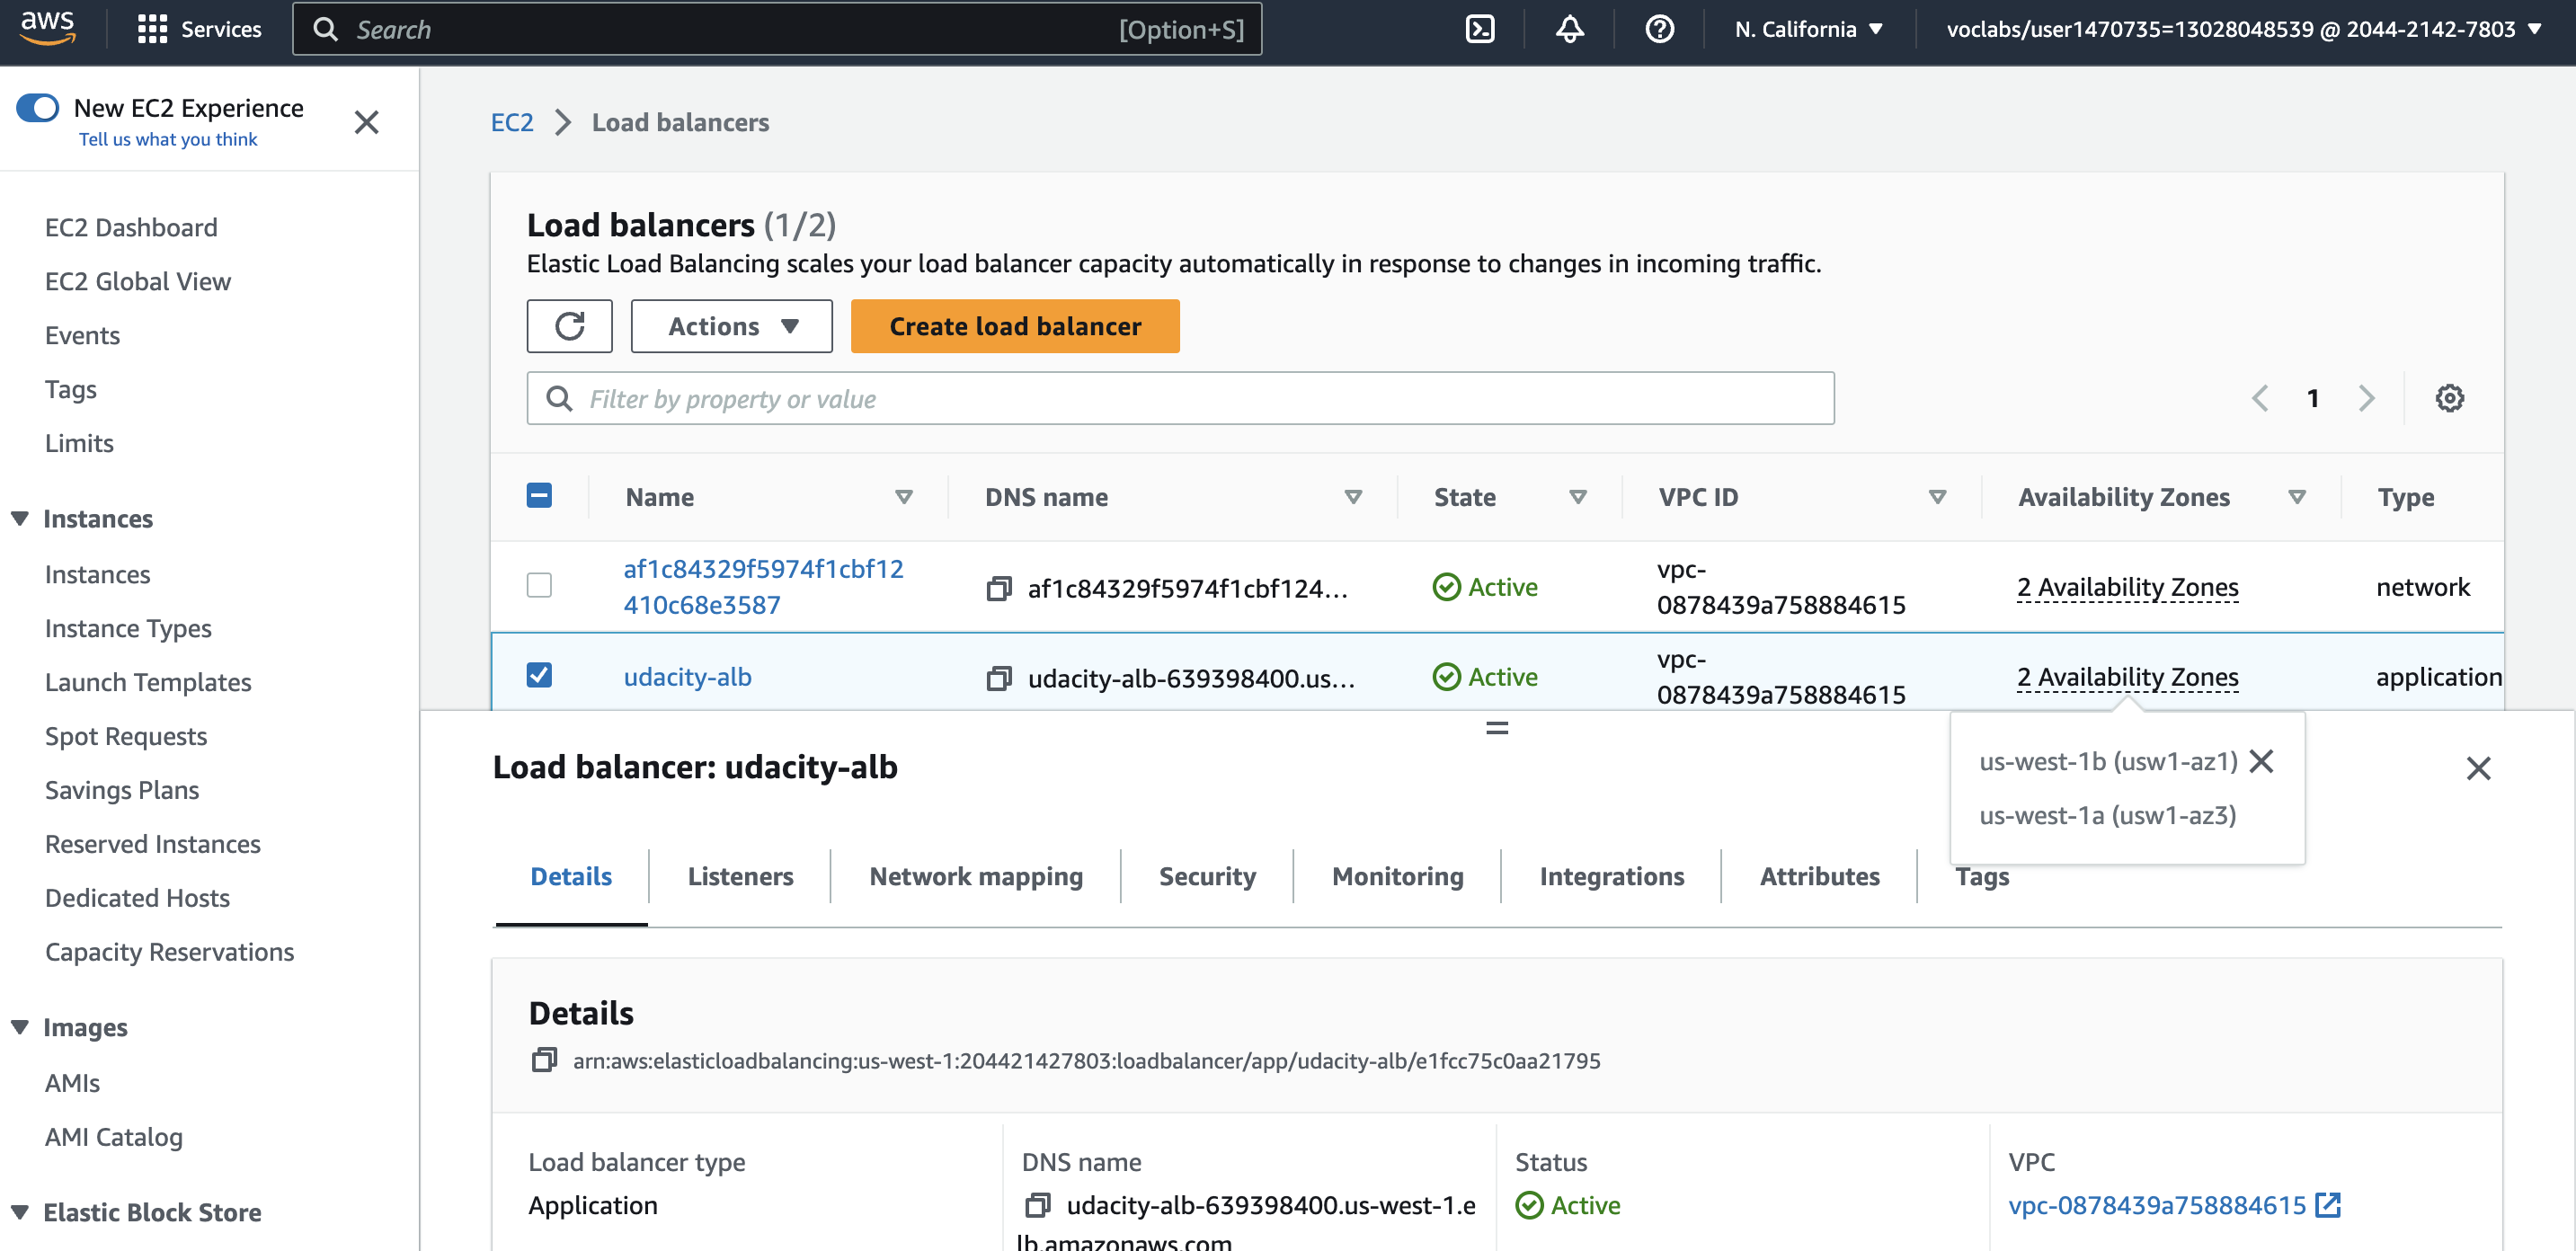 aws
Services
Search
[Option+S]
N. California
voclabs/user1470735=13028048539 @ 2044-2142-7803
New EC2 Experience
Tell us what you think
EC2 Dashboard
EC2 Global View
Events
Tags
Limits
Instances
Instances
Instance Types
Launch Templates
Spot Requests
Savings Plans
Reserved Instances
Dedicated Hosts
Capacity Reservations
Images
AMIs
AMI Catalog
Elastic Block Store
EC2 > Load balancers
Load balancers (1/2)
Elastic Load Balancing scales your load balancer capacity automatically in response to changes in incoming traffic.
Actions
Create load balancer
Filter by property or value
1
Name
DNS name
State
VPC ID
Availability Zones
Type
af1c84329f5974f1cbf12
410c68e3587
af1c84329f5974f1cbf124...
Active
vpc-
0878439a758884615
2 Availability Zones
network
udacity-alb
udacity-alb-639398400.us...
Active
vpc-
0878439a758884615
2 Availability Zones
application
us-west-1b (usw1-az1)
us-west-1a (usw1-az3)
Load balancer: udacity-alb
Details
Listeners
Network mapping
Security
Monitoring
Integrations
Attributes
Tags
Details
arn:aws:elasticloadbalancing:us-west-1:204421427803:loadbalancer/app/udacity-alb/e1fcc75c0aa21795
Load balancer type
Application
DNS name
udacity-alb-639398400.us-west-1.e
lb.amazonaws.com
Status
Active
VPC
vpc-0878439a758884615